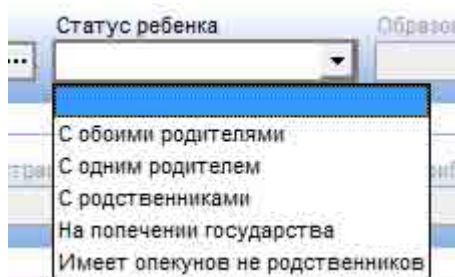 Статус ребенка
...
С обоими родителями
С одним родителем
С родственниками
На попечении государства
Имеет опекунов не родственников